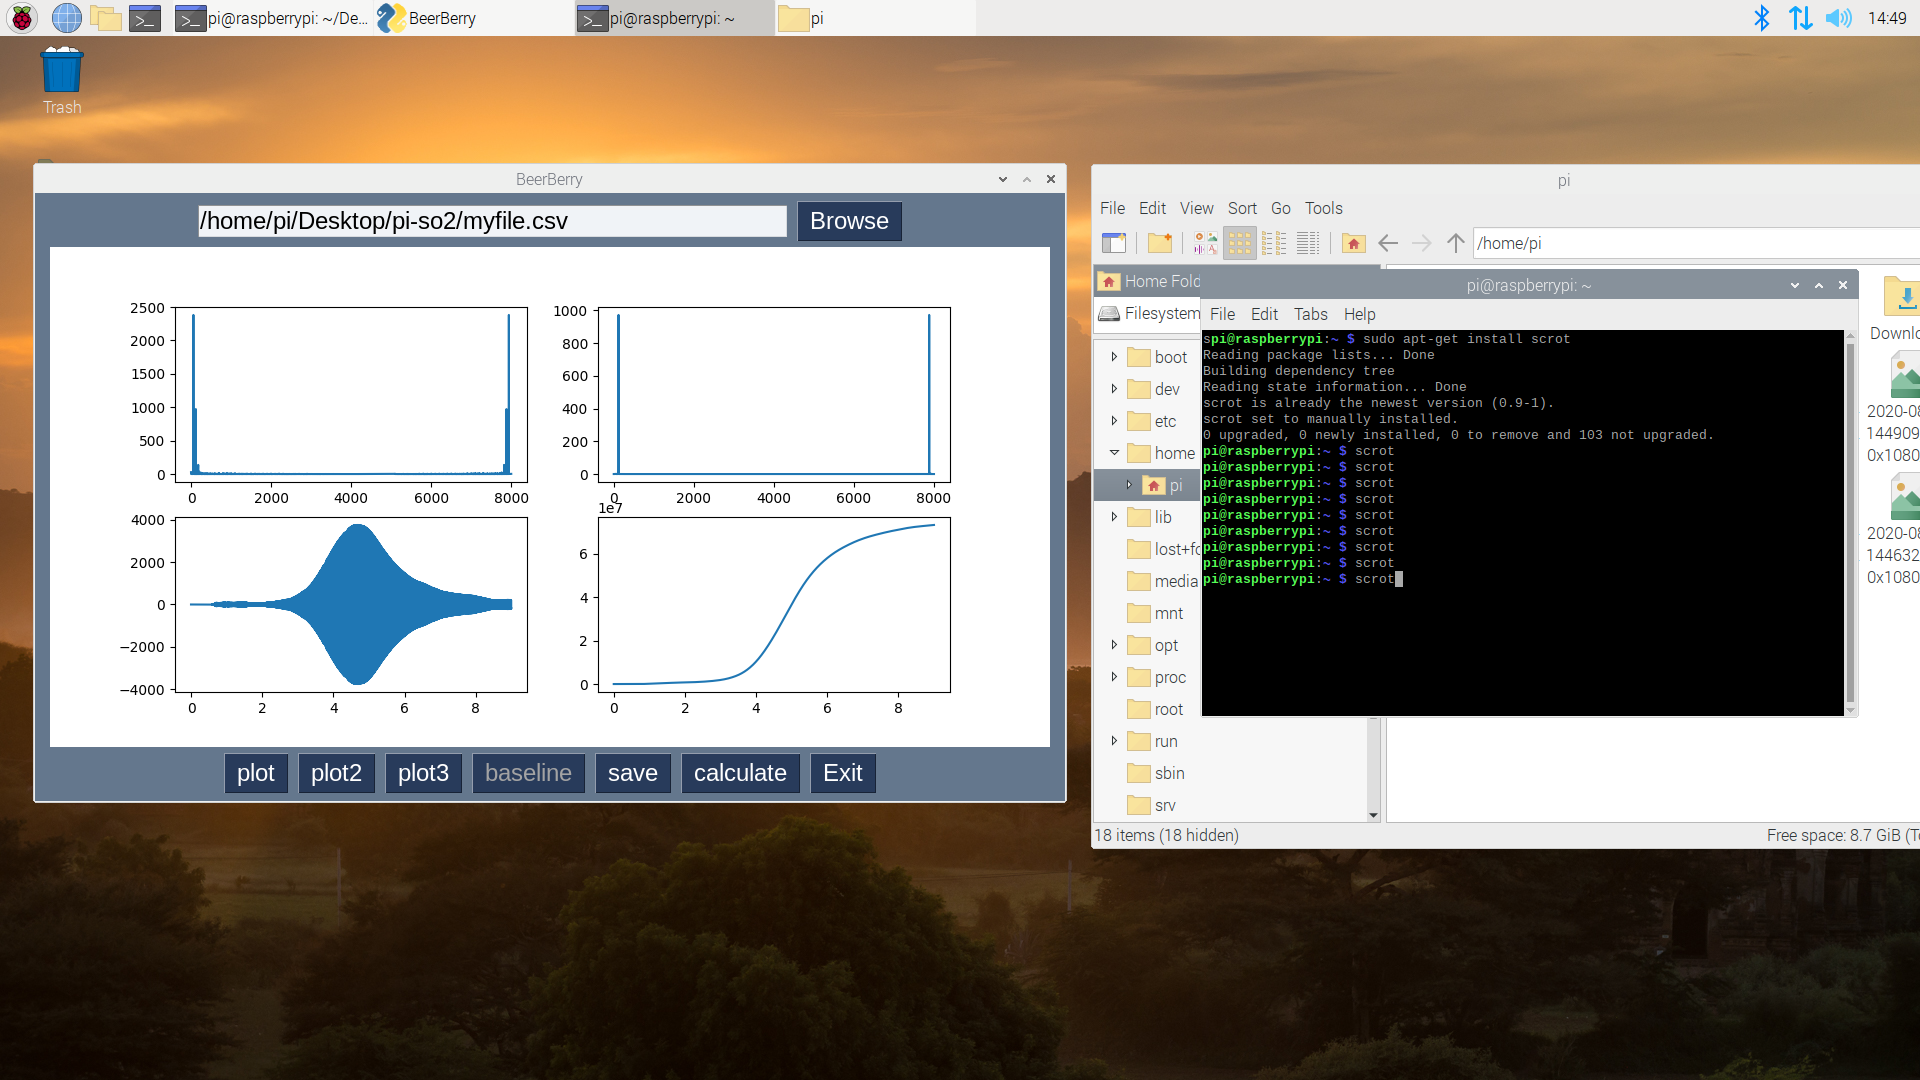 pi@raspberrypi: ~/De...
BeerBerry
pi@raspberrypi: ~
pi
14:49
Trash
BeerBerry
/home/pi/Desktop/pi-so2/myfile.csv
Browse
2500
2000
1500
1000
500
0
0 2000 4000 6000 8000
1000
800
600
400
200
0
0 2000 4000 6000 8000
4000
2000
0
−2000
−4000
0 2 4 6 8
1e7
6
4
2
0
0 2 4 6 8
plot plot2 plot3 baseline save calculate Exit
pi
File Edit View Sort Go Tools
/home/pi
Home Fold
Filesystem
boot
dev
etc
home
pi
lib
lost+fo
media
mnt
opt
proc
root
run
sbin
srv
Downlo
2020-08
144909
0x1080
2020-08
144632
0x1080
18 items (18 hidden)
Free space: 8.7 GiB (To
pi@raspberrypi: ~
File Edit Tabs Help
spi@raspberrypi:~ $ sudo apt-get install scrot
Reading package lists... Done
Building dependency tree
Reading state information... Done
scrot is already the newest version (0.9-1).
scrot set to manually installed.
0 upgraded, 0 newly installed, 0 to remove and 103 not upgraded.
pi@raspberrypi:~ $ scrot
pi@raspberrypi:~ $ scrot
pi@raspberrypi:~ $ scrot
pi@raspberrypi:~ $ scrot
pi@raspberrypi:~ $ scrot
pi@raspberrypi:~ $ scrot
pi@raspberrypi:~ $ scrot
pi@raspberrypi:~ $ scrot
pi@raspberrypi:~ $ scrot